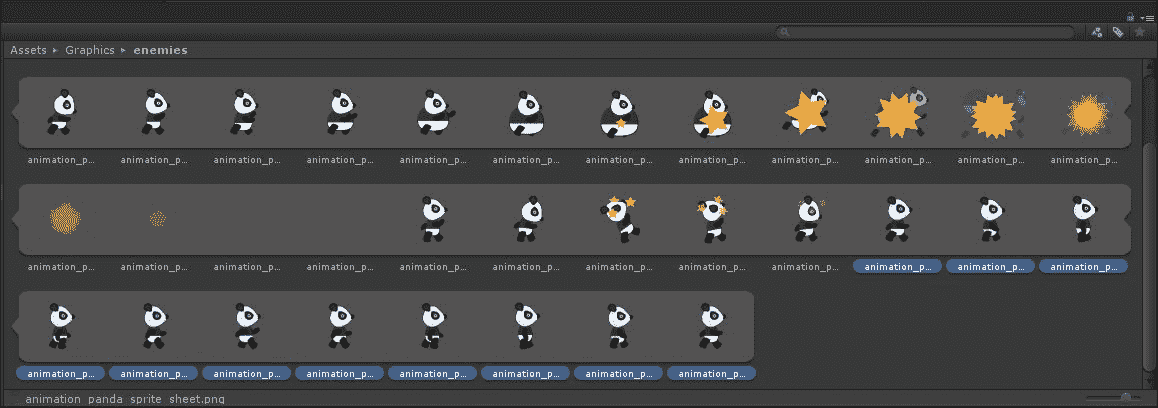 Assets ▸ Graphics ▸ enemies
animation_p... animation_p... animation_p... animation_p... animation_p... animation_p... animation_p... animation_p... animation_p... animation_p... animation_p... animation_p...
animation_p... animation_p... animation_p... animation_p... animation_p... animation_p... animation_p... animation_p... animation_p... animation_p... animation_p... animation_p...
animation_p... animation_p... animation_p... animation_p... animation_p... animation_p... animation_p... animation_p...
animation_panda_sprite_sheet.png